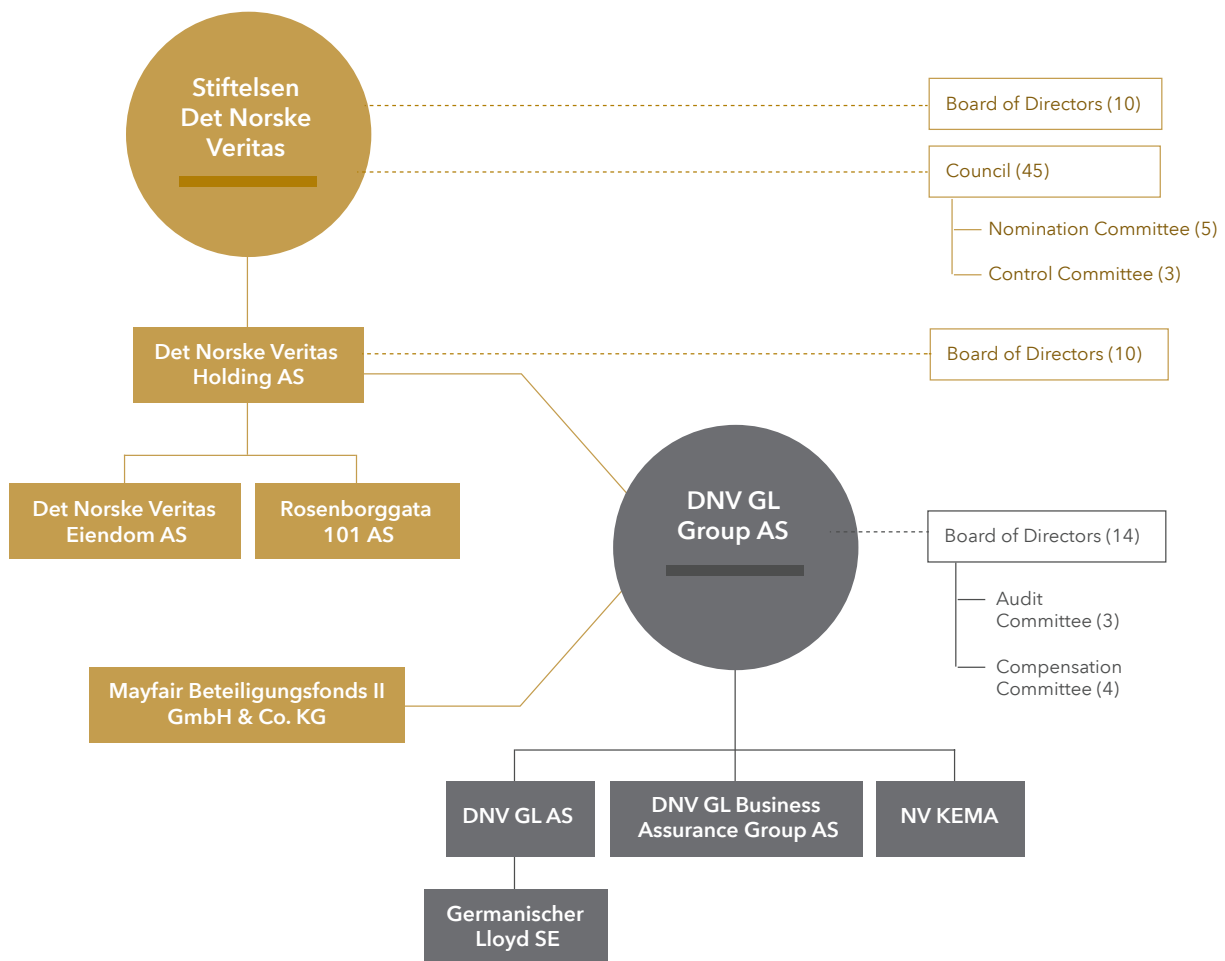 Stiftelsen
Det Norske
Veritas
Board of Directors (10)
Council (45)
Nomination Committee (5)
Control Committee (3)
Det Norske Veritas
Holding AS
Board of Directors (10)
Det Norske Veritas
Eiendom AS
Rosenborggata
101 AS
DNV GL
Group AS
Board of Directors (14)
Audit
Committee (3)
Compensation
Committee (4)
Mayfair Beteiligungsfonds II
GmbH & Co. KG
DNV GL AS
DNV GL Business
Assurance Group AS
NV KEMA
Germanischer
Lloyd SE